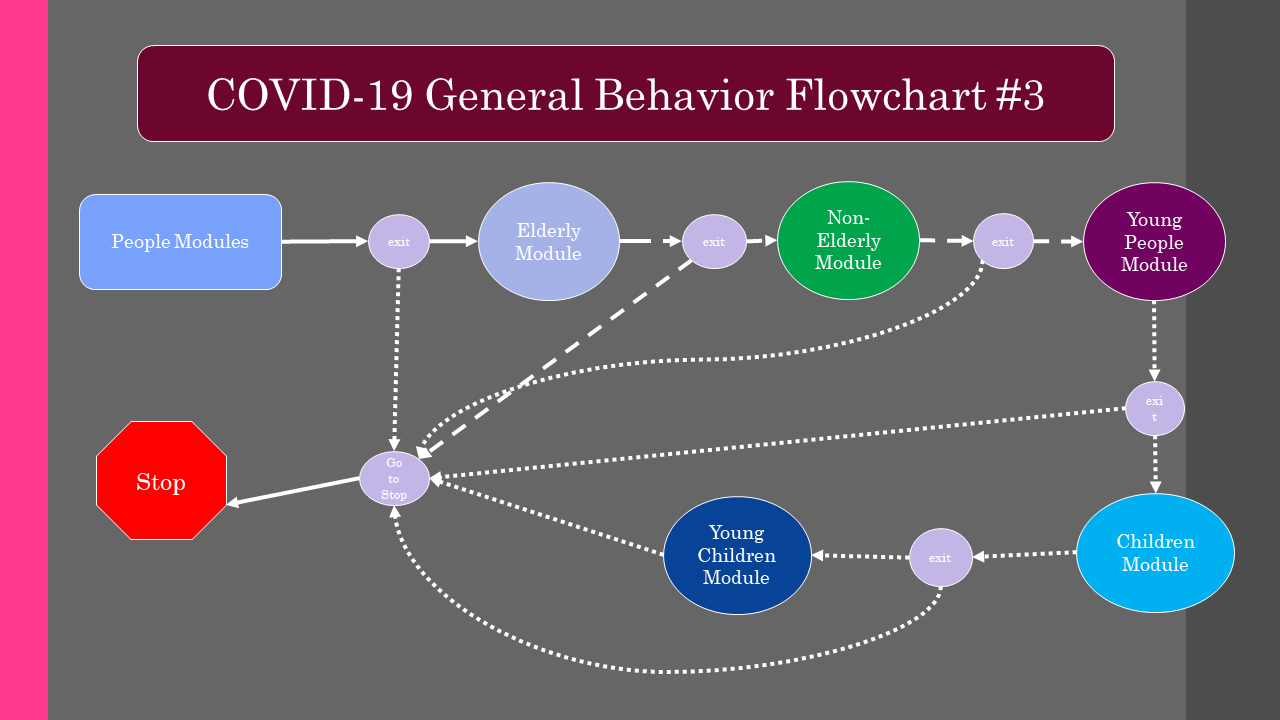 COVID-19 General Behavior Flowchart #3
People Modules
exit
Elderly
Module
exit
Non-
Elderly
Module
exit
Young
People
Module
exi
t
Stop
Go
to
Stop
Young
Children
Module
exit
Children
Module